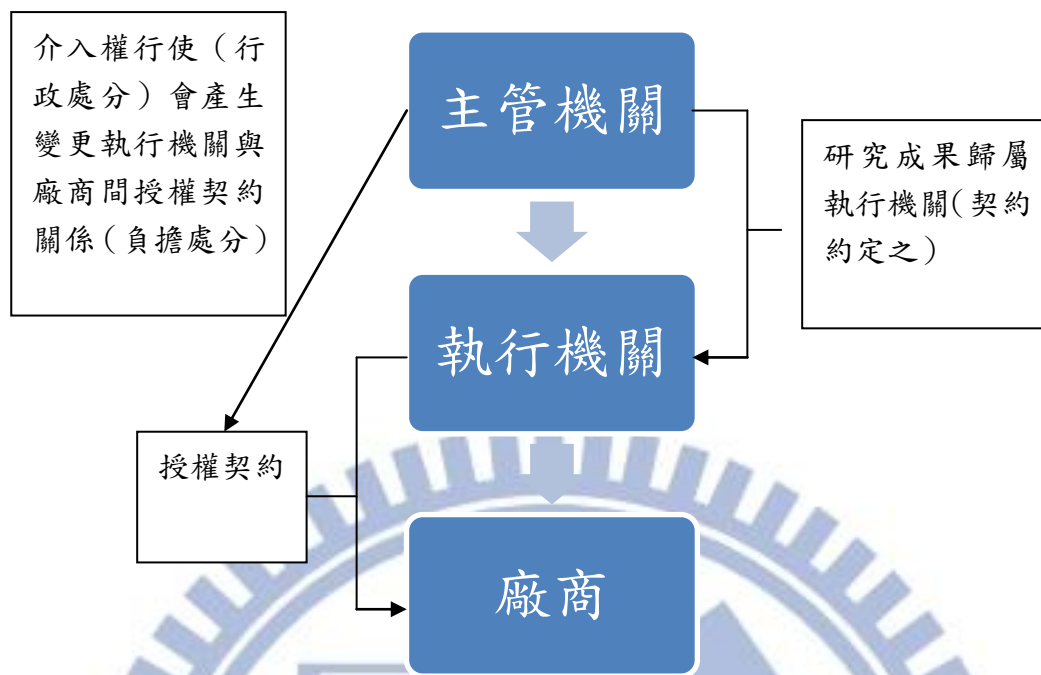 介入權行使（行
政處分）會產生
變更執行機關與
廠商間授權契約
關係（負擔處分）
主管機關
研究成果歸屬
執行機關（契約
約定之）
執行機關
授權契約
廠商